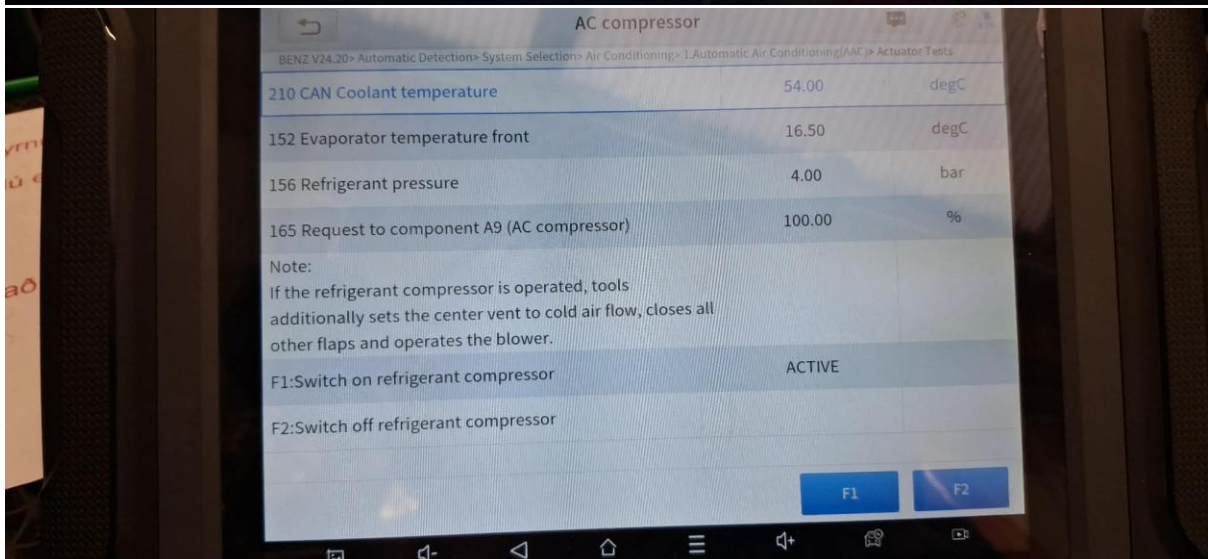 AC compressor
BENZ V24.20> Automatic Detection> System Selection> Air Conditioning> 1.Automatic Air Conditioning(AAC)> Actuator Tests
210 CAN Coolant temperature 54.00 degC
152 Evaporator temperature front 16.50 degC
156 Refrigerant pressure 4.00 bar
165 Request to component A9 (AC compressor) 100.00 %
Note:
If the refrigerant compressor is operated, tools
additionally sets the center vent to cold air flow, closes all
other flaps and operates the blower.
F1:Switch on refrigerant compressor ACTIVE
F2:Switch off refrigerant compressor
F1 F2
að